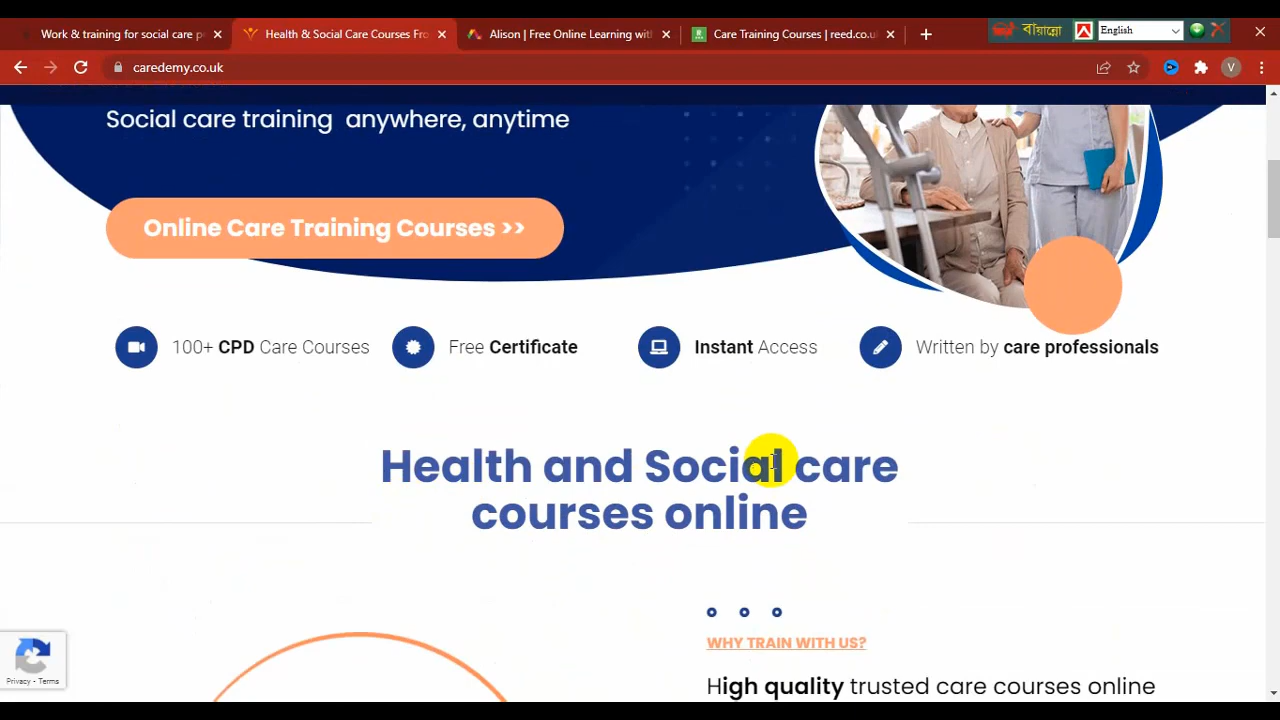 Work & training for social care p
Health & Social Care Courses Fro
Alison | Free Online Learning wit
Care Training Courses | reed.co.uk
বায়ান্নো
English
caredemy.co.uk
V
Social care training anywhere, anytime
Online Care Training Courses >>
100+ CPD Care Courses
Free Certificate
Instant Access
Written by care professionals
Health and Social care
courses online
WHY TRAIN WITH US?
High quality trusted care courses online
Privacy - Terms